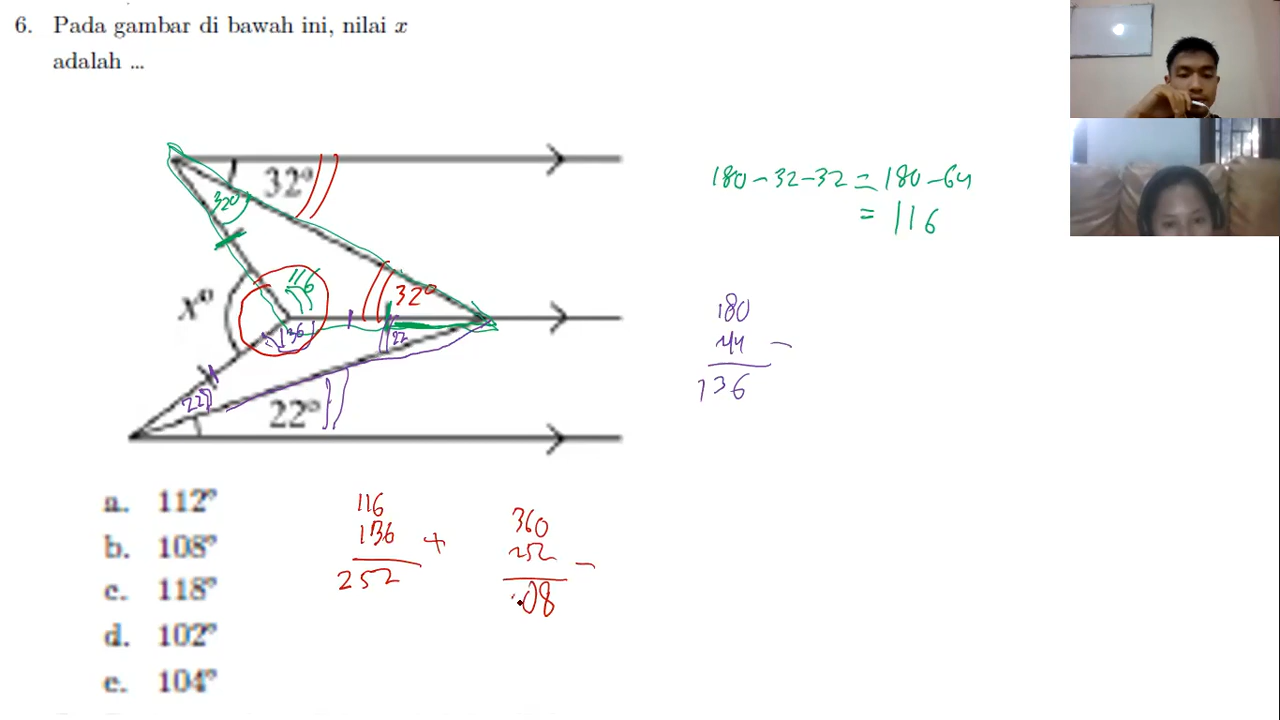 6. Pada gambar di bawah ini, nilai x
adalah ...
32°
32°
180 - 32 - 32 = 180 - 64
= 116
116
32°
x°
136
22
180
44 -
136
22
22°
a. 112°
b. 108°
c. 118°
d. 102°
e. 104°
116
136 +
252
360
252 -
108